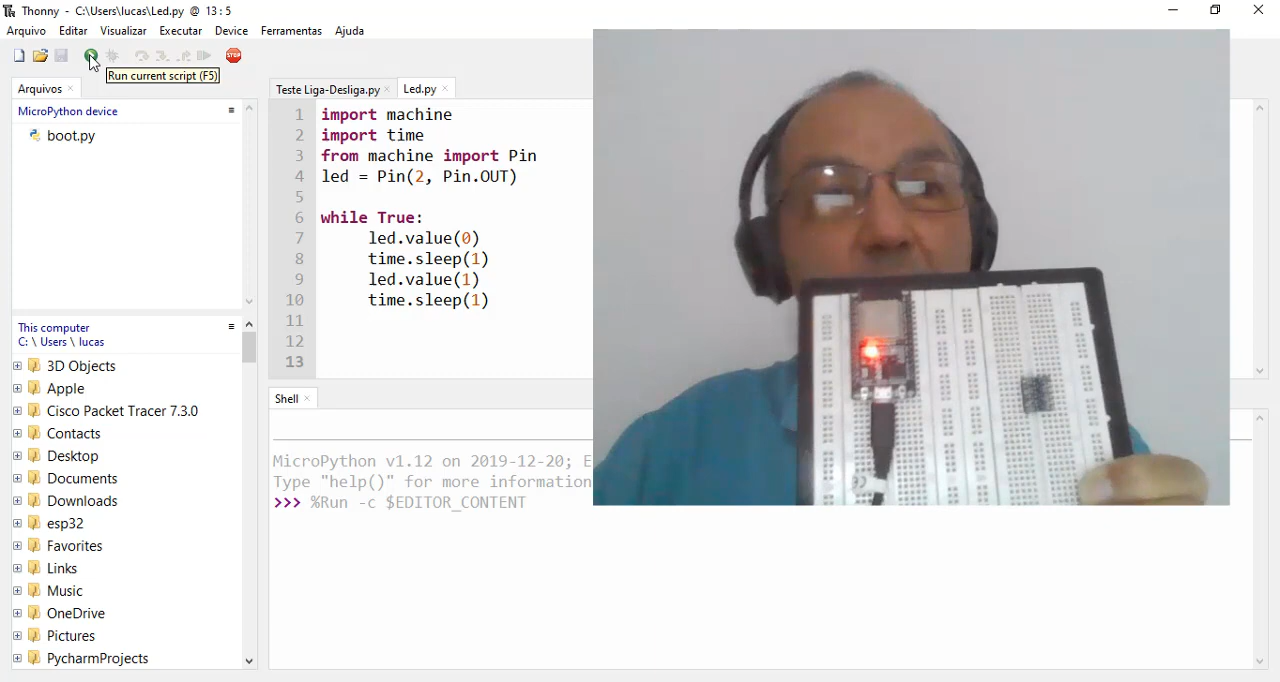 Thonny - C:\Users\lucas\Led.py @ 13 : 5
Arquivo Editar Visualizar Executar Device Ferramentas Ajuda
Run current script (F5)
STOP
Arquivos
MicroPython device
boot.py
This computer
C: \ Users \ lucas
3D Objects
Apple
Cisco Packet Tracer 7.3.0
Contacts
Desktop
Documents
Downloads
esp32
Favorites
Links
Music
OneDrive
Pictures
PycharmProjects
Teste Liga-Desliga.py Led.py
1 import machine
2 import time
3 from machine import Pin
4 led = Pin(2, Pin.OUT)
5
6 while True:
7 led.value(0)
8 time.sleep(1)
9 led.value(1)
10 time.sleep(1)
11
12
13
Shell
MicroPython v1.12 on 2019-12-20; E
Type "help()" for more information
>>> %Run -c $EDITOR_CONTENT